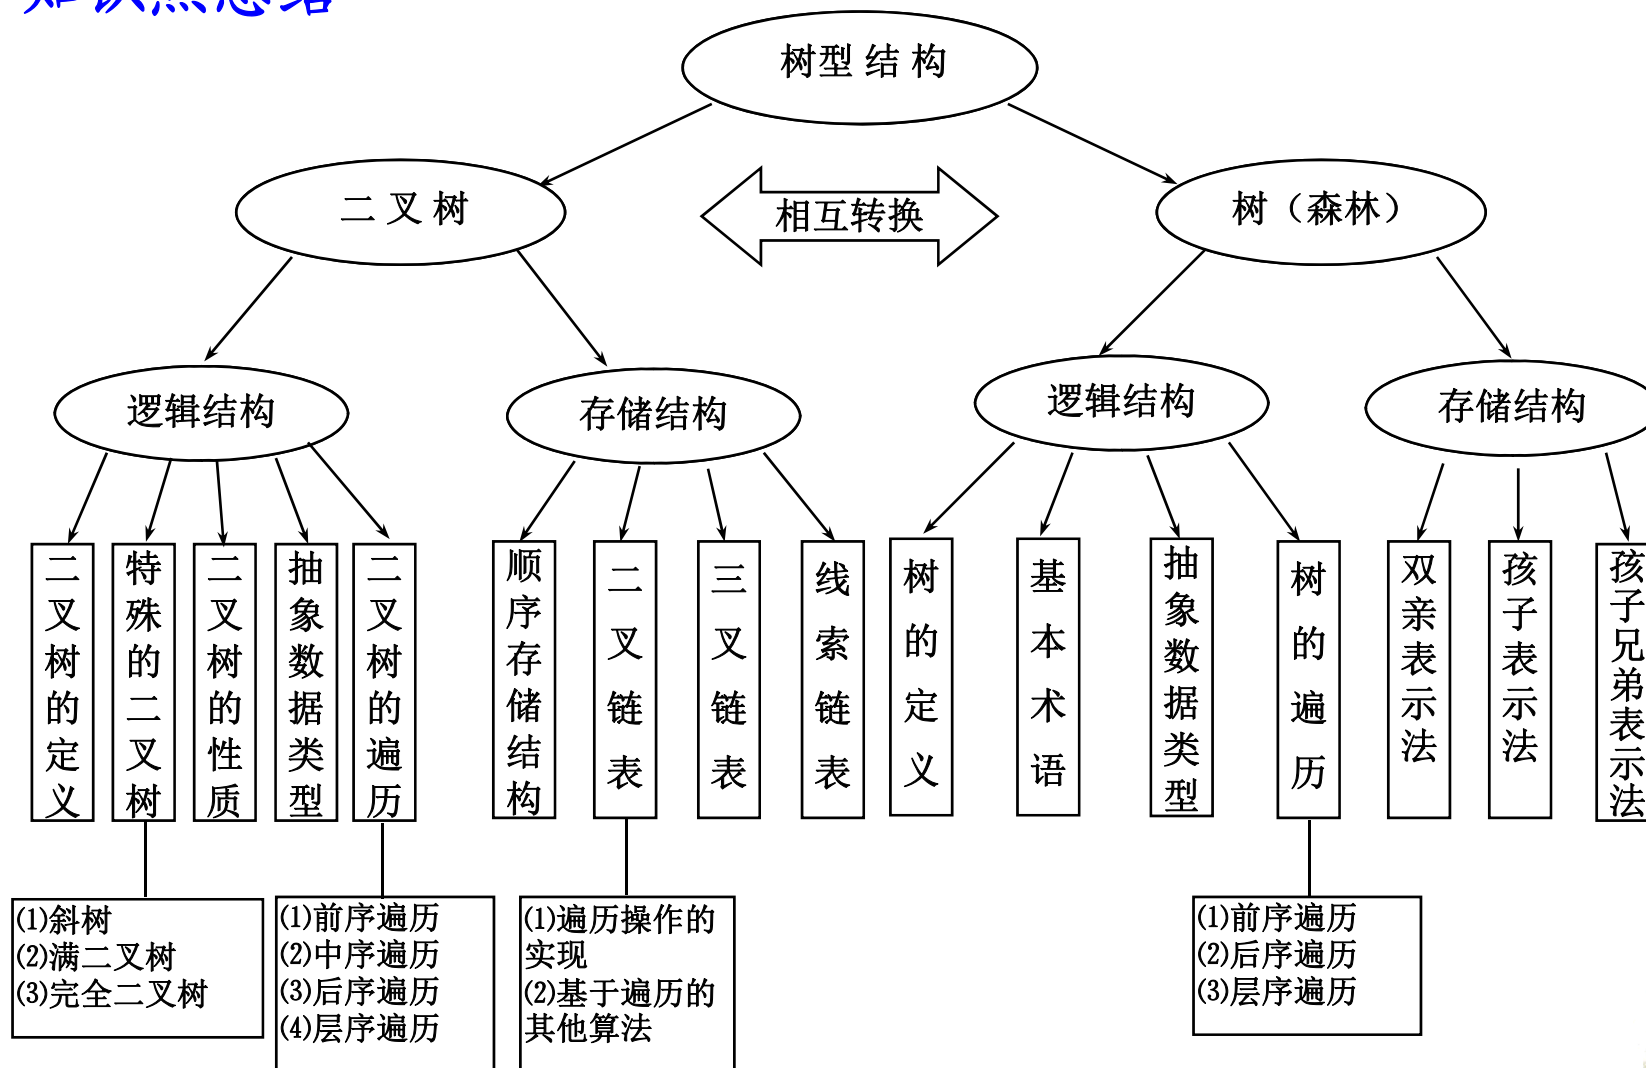 知识点总结
树型结构
二叉树
相互转换
树（森林）
逻辑结构
存储结构
逻辑结构
存储结构
二叉树的定义
特殊的二叉树
二叉树的性质
抽象数据类型
二叉树的遍历
顺序存储结构
二叉链表
三叉链表
线索链表
树的定义
基本术语
抽象数据类型
树的遍历
双亲表示法
孩子表示法
孩子兄弟表示法
⑴斜树
⑵满二叉树
⑶完全二叉树
⑴前序遍历
⑵中序遍历
⑶后序遍历
⑷层序遍历
⑴遍历操作的
实现
⑵基于遍历的
其他算法
⑴前序遍历
⑵后序遍历
⑶层序遍历